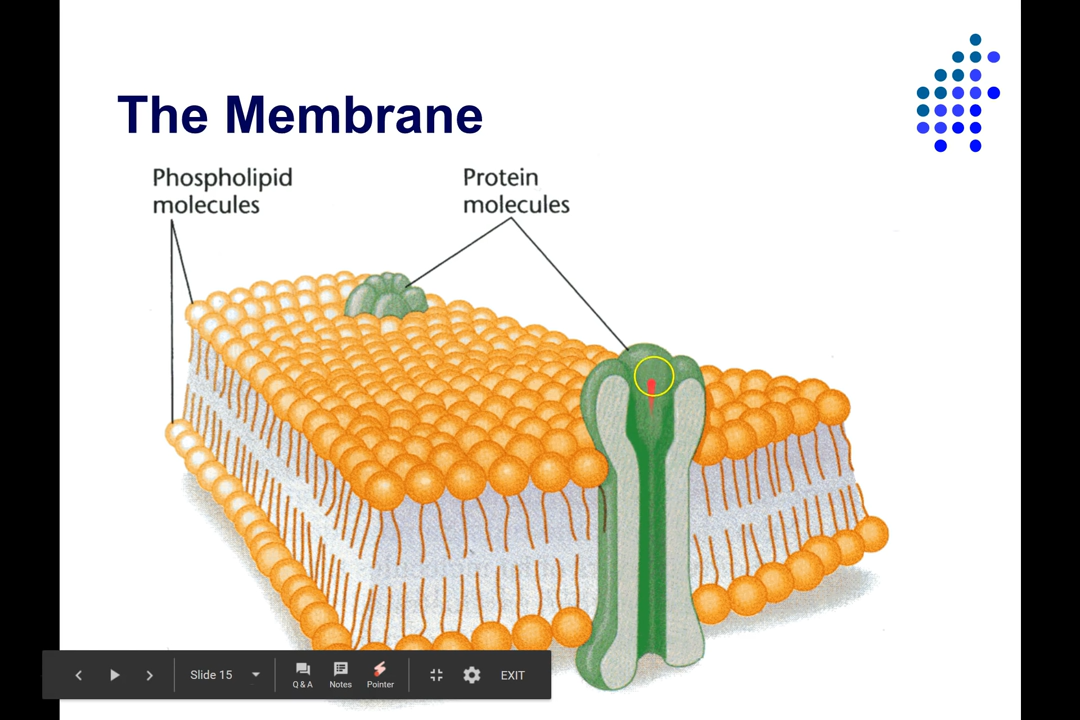 The Membrane
Phospholipid
molecules
Protein
molecules
Slide 15
Q & A
Notes
Pointer
EXIT